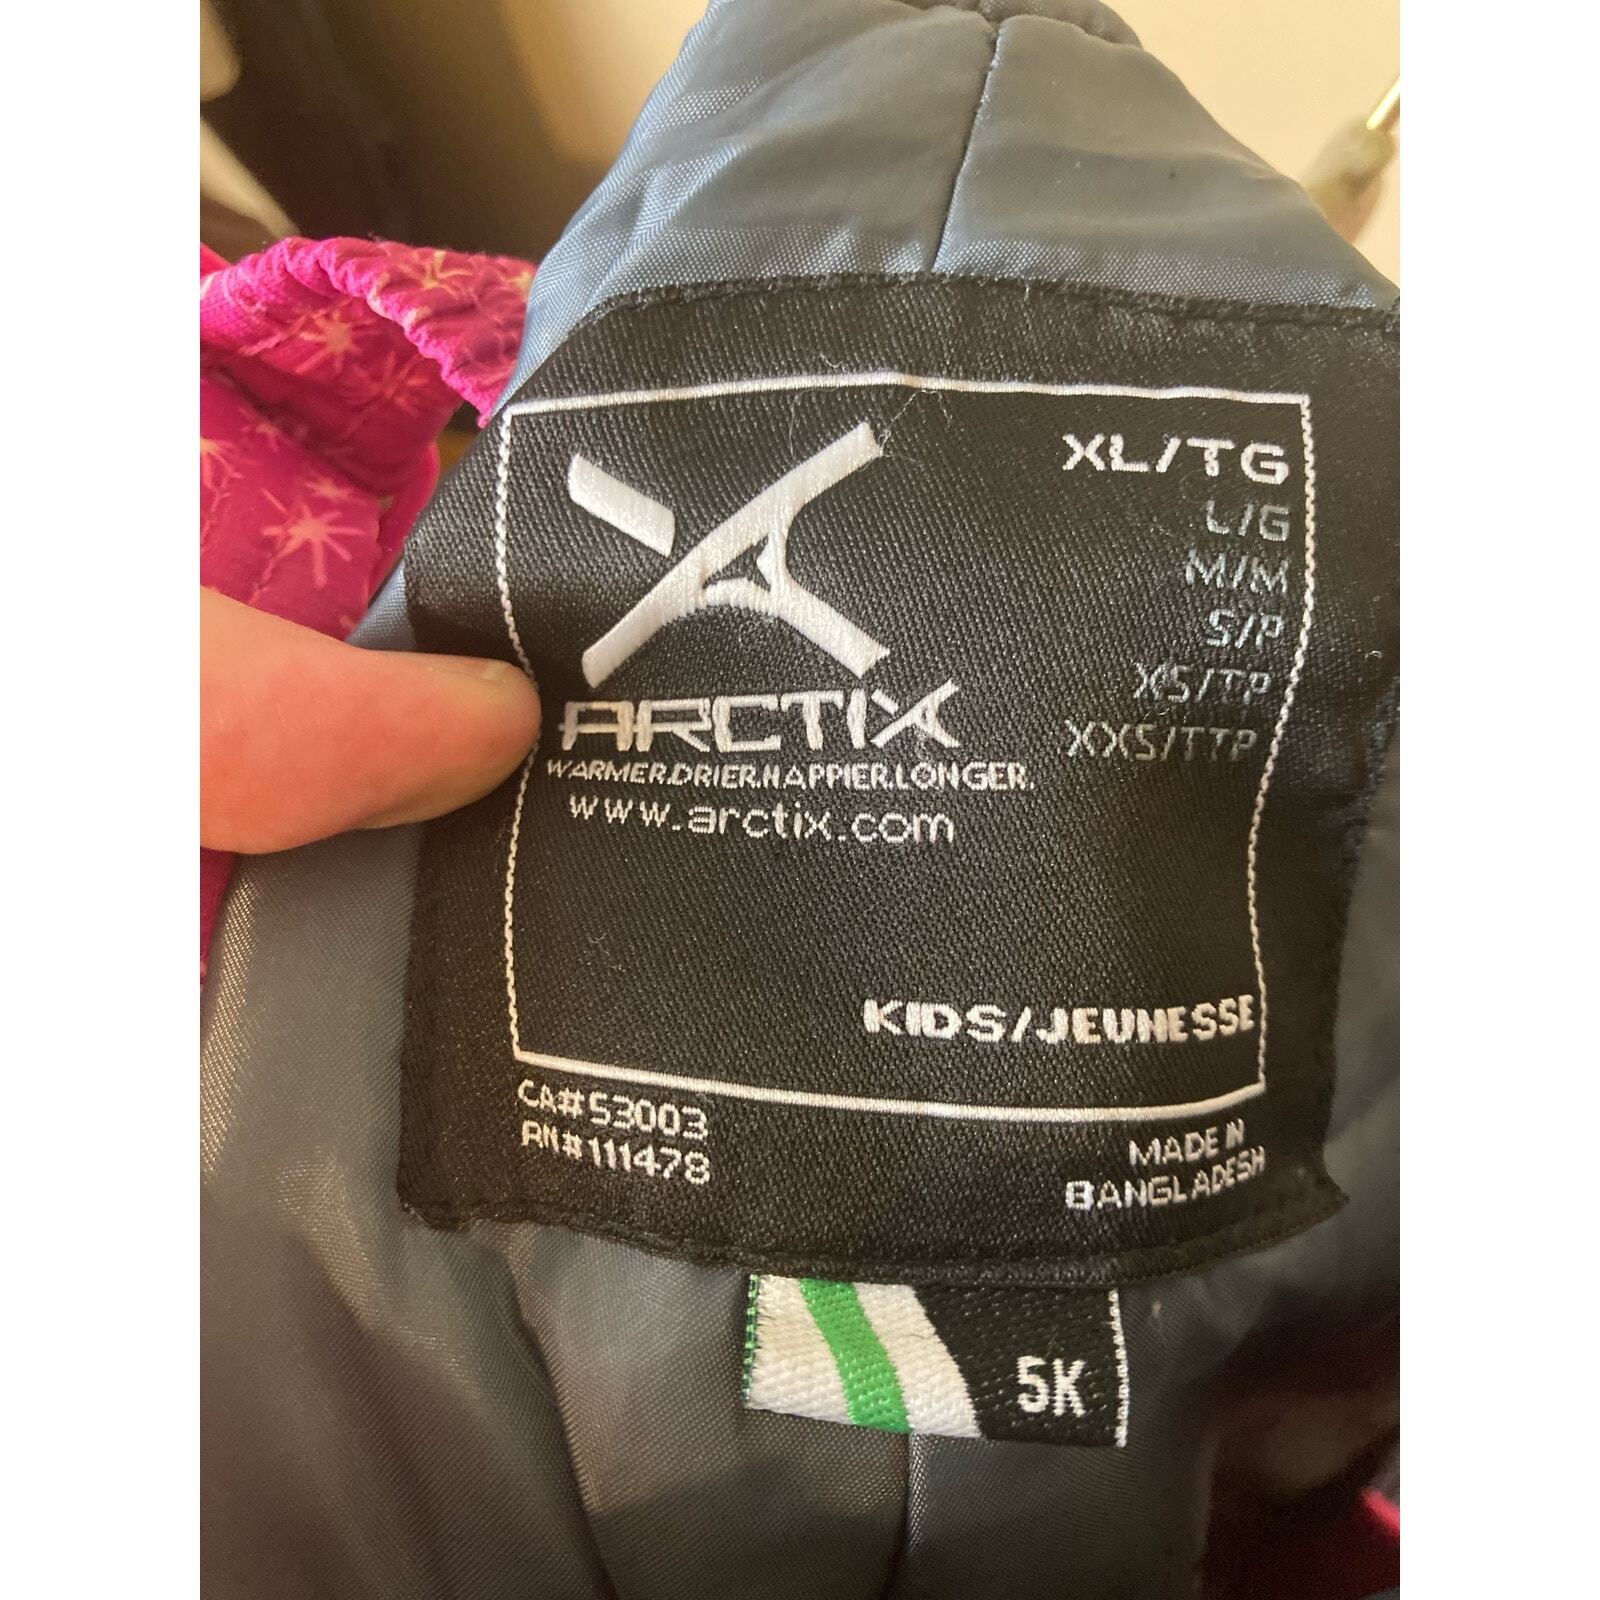 XL/TG
L/G
M/M
S/P
XS/TP
XXS/TTP
ARCTIX
WARMER.DRIER.HAPPIER.LONGER.
www.arctix.com
KIDS/JEUNESSE
CA# 53003
RN# 111478
MADE IN
BANGLADESH
5K